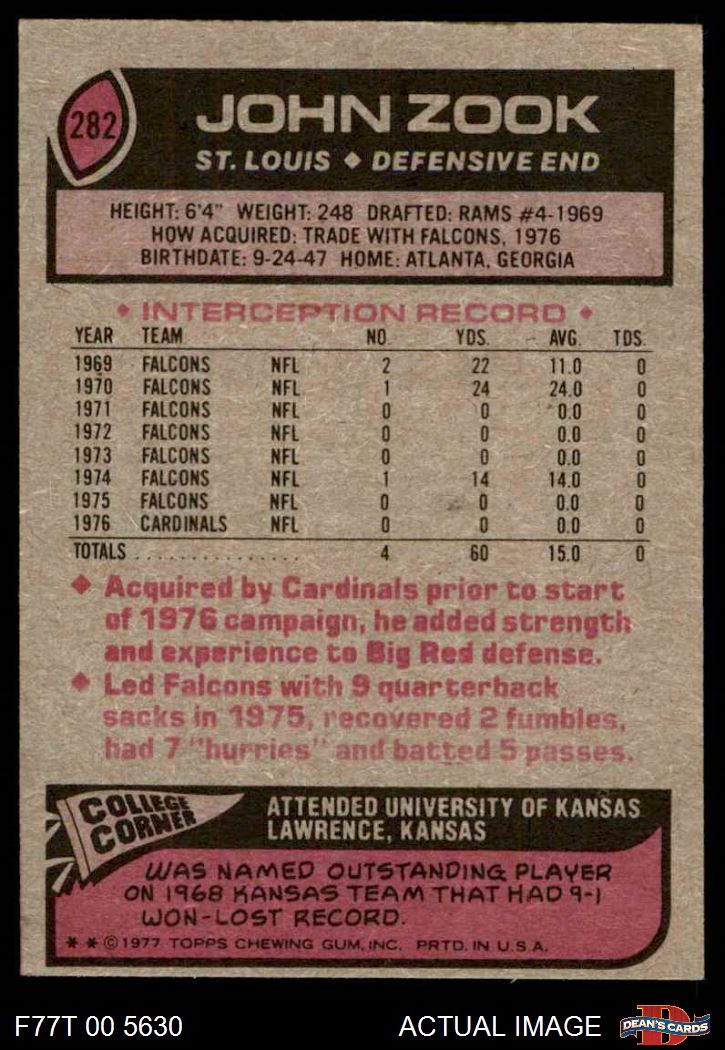 282
JOHN ZOOK
ST. LOUIS ◆ DEFENSIVE END
HEIGHT: 6'4" WEIGHT: 248 DRAFTED: RAMS #4-1969
HOW ACQUIRED: TRADE WITH FALCONS, 1976
BIRTHDATE: 9-24-47 HOME: ATLANTA, GEORGIA
◆ INTERCEPTION RECORD ◆
YEAR TEAM NO. YDS. AVG. TDS.
1969 FALCONS NFL 2 22 11.0 0
1970 FALCONS NFL 1 24 24.0 0
1971 FALCONS NFL 0 0 0.0 0
1972 FALCONS NFL 0 0 0.0 0
1973 FALCONS NFL 0 0 0.0 0
1974 FALCONS NFL 1 14 14.0 0
1975 FALCONS NFL 0 0 0.0 0
1976 CARDINALS NFL 0 0 0.0 0
TOTALS . . . . . . . . . . . . . . . . 4 60 15.0 0
◆ Acquired by Cardinals prior to start
of 1976 campaign, he added strength
and experience to Big Red defense.
◆ Led Falcons with 9 quarterback
sacks in 1975, recovered 2 fumbles,
had 7 "hurries" and batted 5 passes.
COLLEGE
CORNER
ATTENDED UNIVERSITY OF KANSAS
LAWRENCE, KANSAS
WAS NAMED OUTSTANDING PLAYER
ON 1968 KANSAS TEAM THAT HAD 9-1
WON-LOST RECORD.
* * © 1977 TOPPS CHEWING GUM, INC. PRTD. IN U.S.A.
F77T 00 5630
ACTUAL IMAGE
D
DEAN'S CARDS